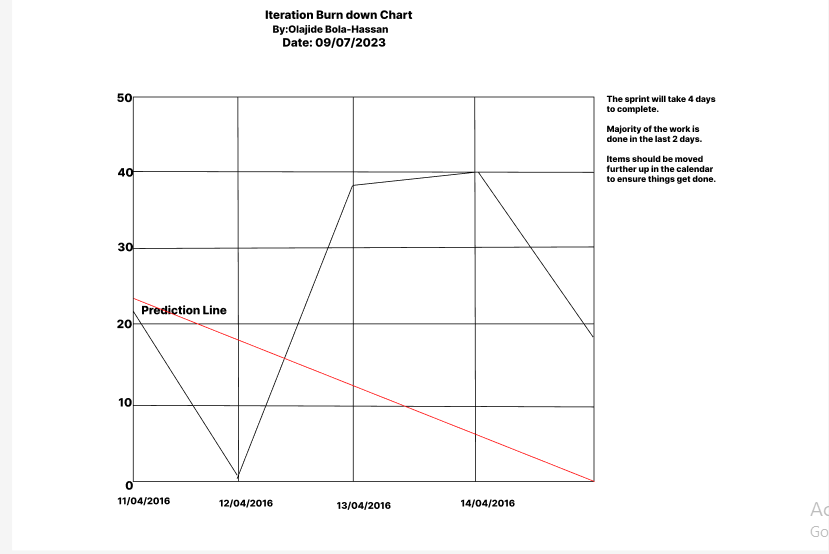 Iteration Burn down Chart
By:Olajide Bola-Hassan
Date: 09/07/2023
50
40
30
20
10
0
Prediction Line
11/04/2016
12/04/2016
13/04/2016
14/04/2016
The sprint will take 4 days
to complete.
Majority of the work is
done in the last 2 days.
Items should be moved
further up in the calendar
to ensure things get done.
Go